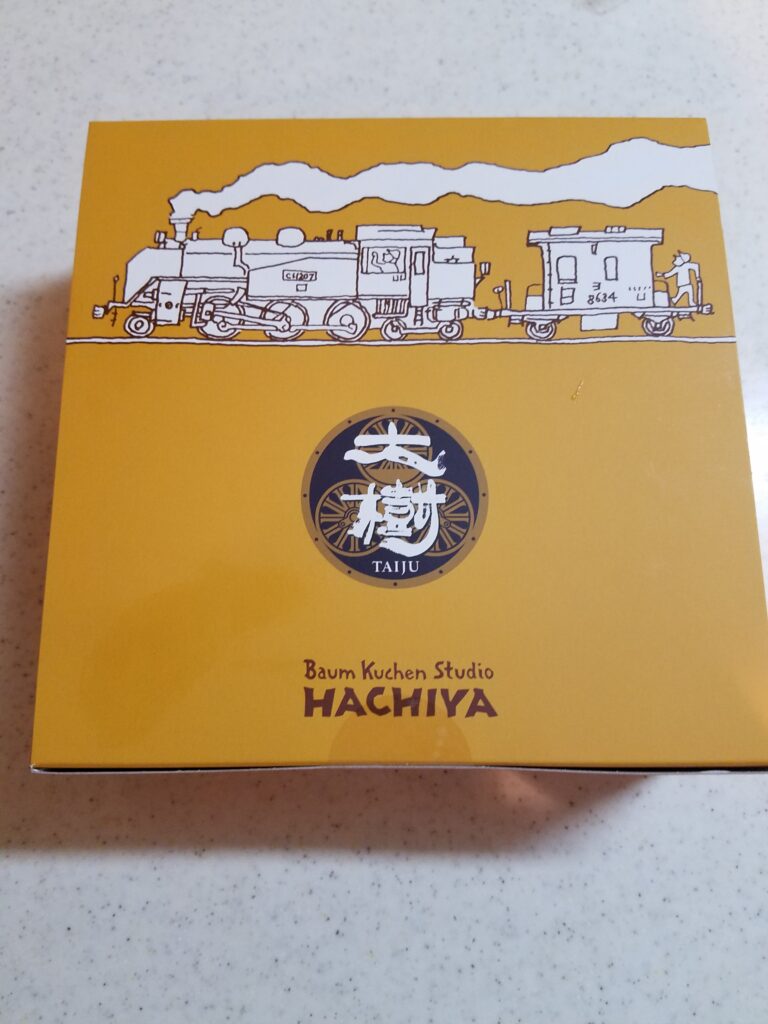 C11207
ヨ
8634
大樹
TAIJU
Baum Kuchen Studio
HACHIYA